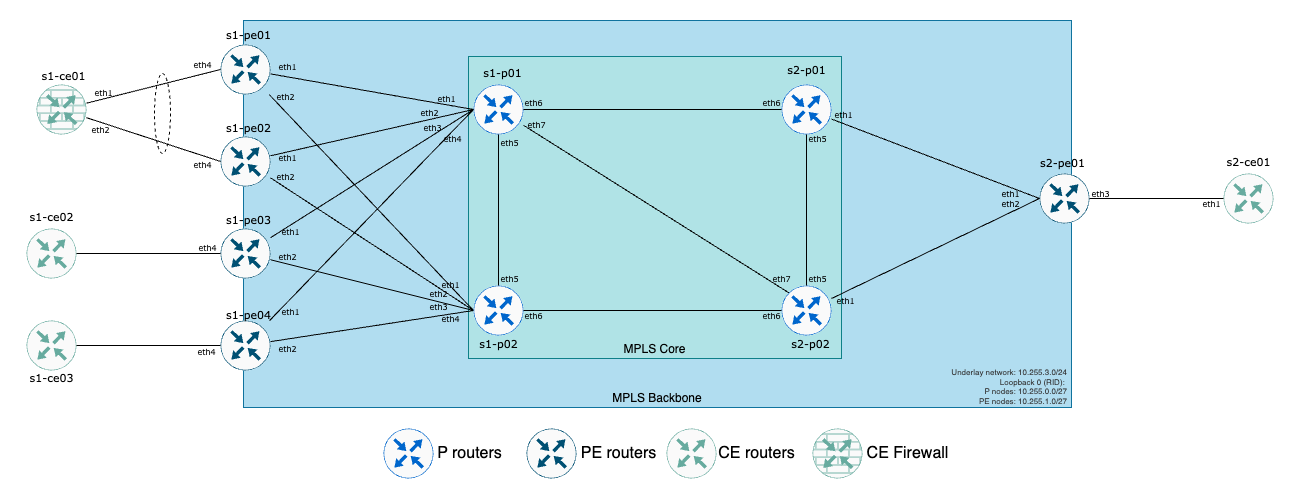 s1-pe01
s1-p01
s2-p01
s1-ce01
eth4
eth1
eth1
eth2
eth1
eth2
eth3
eth4
eth6
eth6
eth7
eth1
eth1
eth2
s1-pe02
eth4
eth1
eth2
eth5
eth5
s2-pe01
s2-ce01
eth1
eth2
eth3
eth1
s1-ce02
s1-pe03
eth4
eth1
eth2
eth5
eth7
eth5
eth1
eth2
eth3
eth4
eth6
eth6
eth1
s1-pe04
eth1
eth4
eth2
s1-ce03
s1-p02
s2-p02
MPLS Core
Underlay network: 10.255.3.0/24
Loopback 0 (RID):
P nodes: 10.255.0.0/27
PE nodes: 10.255.1.0/27
MPLS Backbone
P routers
PE routers
CE routers
CE Firewall